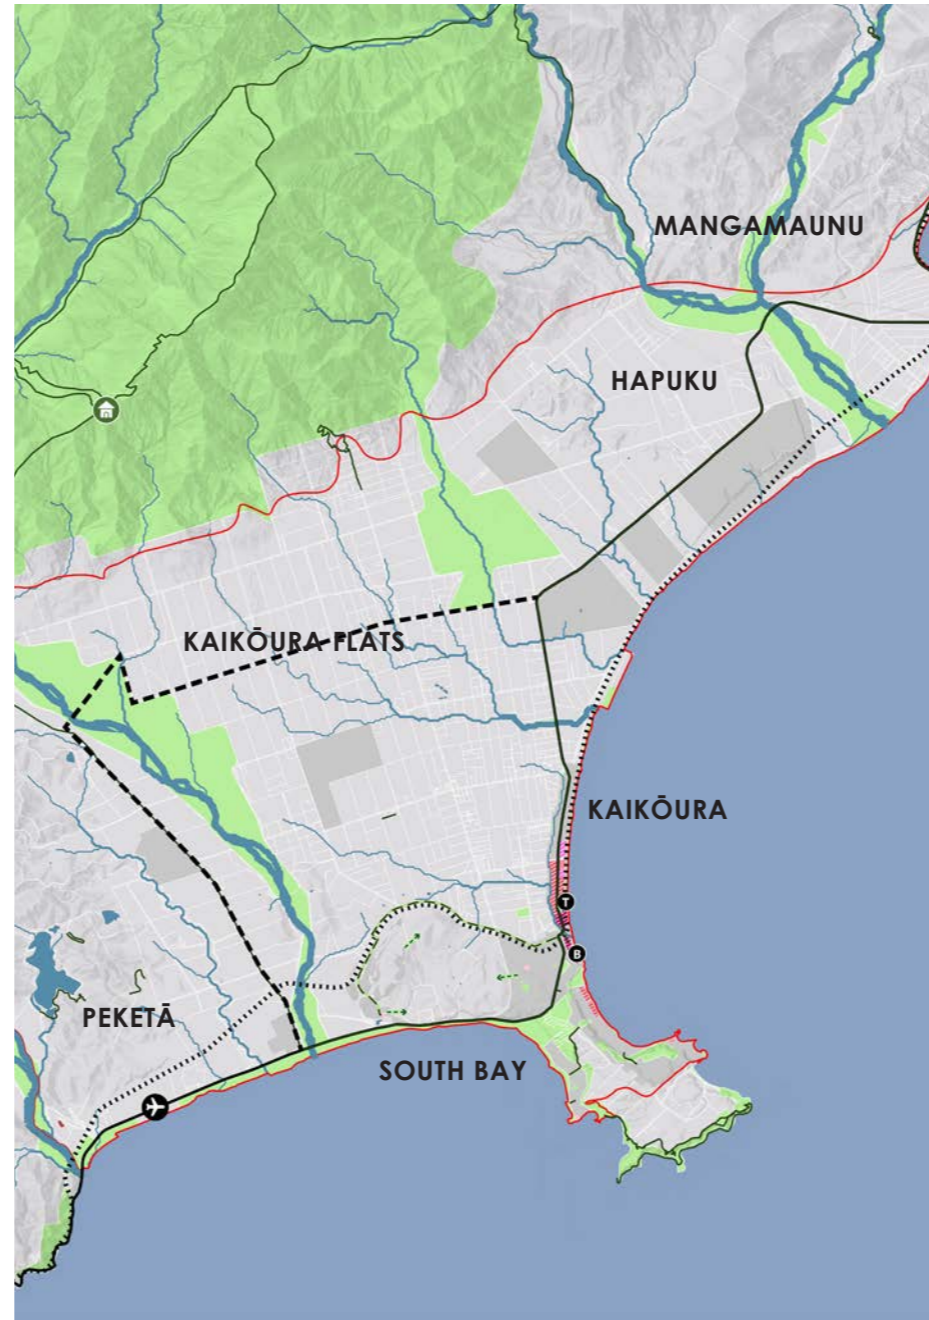 MANGAMAUNU
HAPUKU
KAIKŌURA FLATS
KAIKŌURA
T
B
PEKETĀ
SOUTH BAY